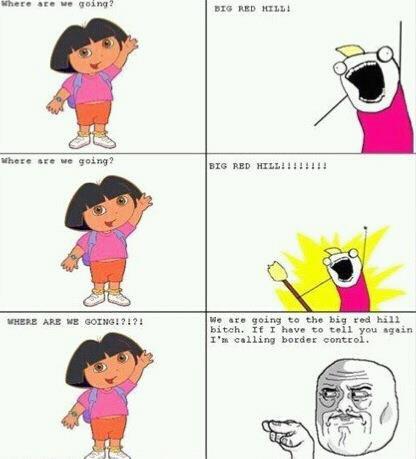 Where are we going?
BIG RED HILL!
Where are we going?
BIG RED HILL!!!!!!!!
WHERE ARE WE GOING!?!?!
We are going to the big red hill
bitch. If I have to tell you again
I'm calling border control.